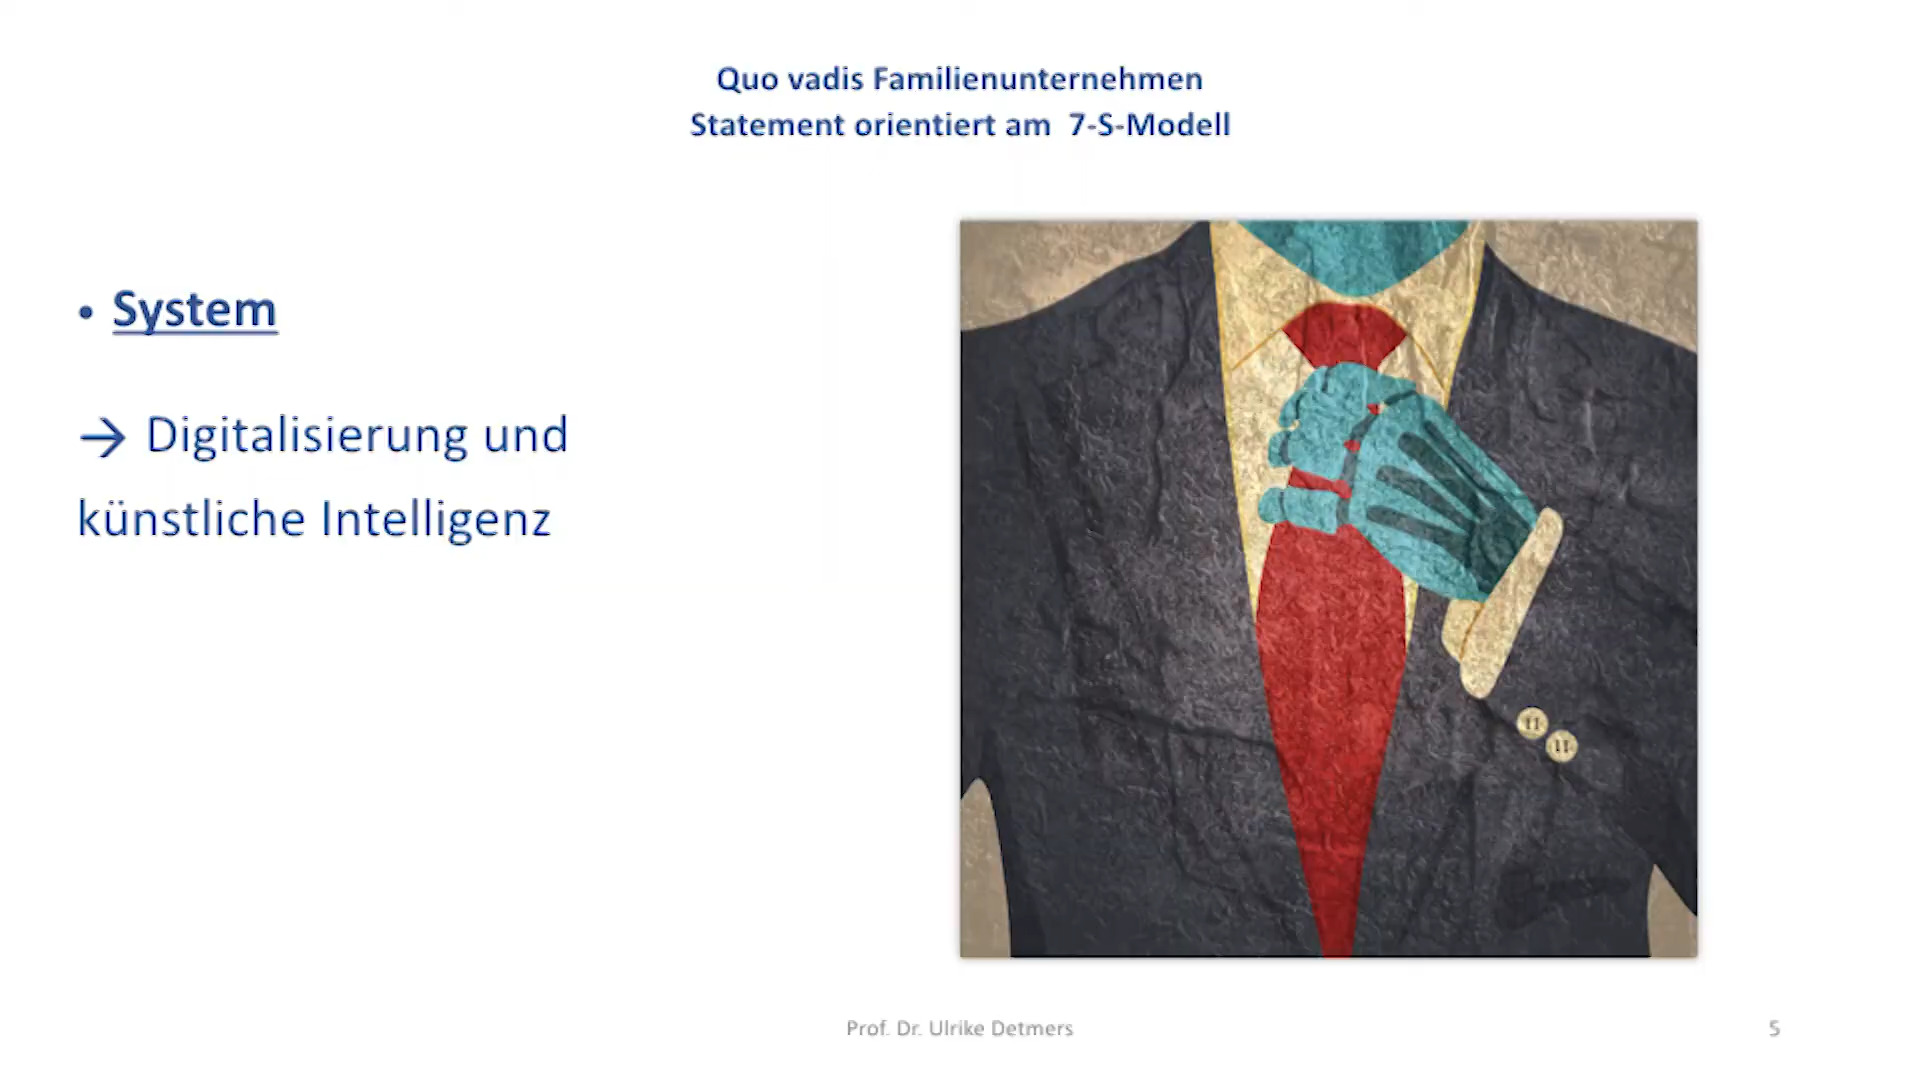 Quo vadis Familienunternehmen
Statement orientiert am 7-S-Modell
• System
→ Digitalisierung und
künstliche Intelligenz
Prof. Dr. Ulrike Detmers
5